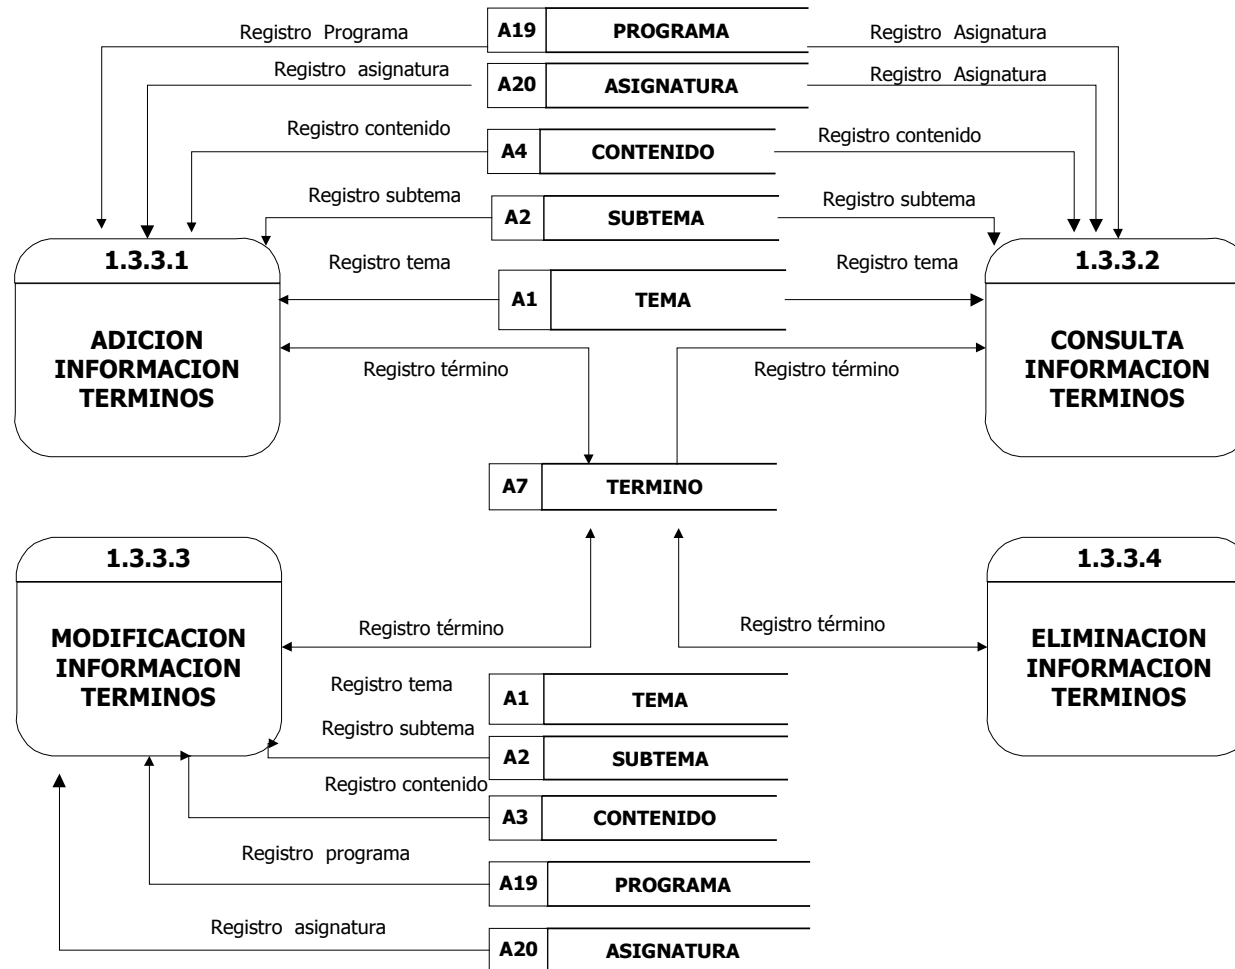 Registro  Programa
A19
PROGRAMA
Registro  Asignatura
Registro  asignatura
A20
ASIGNATURA
Registro  Asignatura
Registro contenido
A4
CONTENIDO
Registro contenido
Registro subtema
A2
SUBTEMA
Registro subtema
1.3.3.1
Registro tema
A1
TEMA
Registro tema
1.3.3.2
ADICION
INFORMACION
TERMINOS
Registro término
Registro término
CONSULTA
INFORMACION
TERMINOS
A7
TERMINO
1.3.3.3
1.3.3.4
MODIFICACION
INFORMACION
TERMINOS
Registro término
Registro término
ELIMINACION
INFORMACION
TERMINOS
Registro tema
A1
TEMA
Registro subtema
A2
SUBTEMA
Registro contenido
A3
CONTENIDO
Registro  programa
A19
PROGRAMA
Registro  asignatura
A20
ASIGNATURA